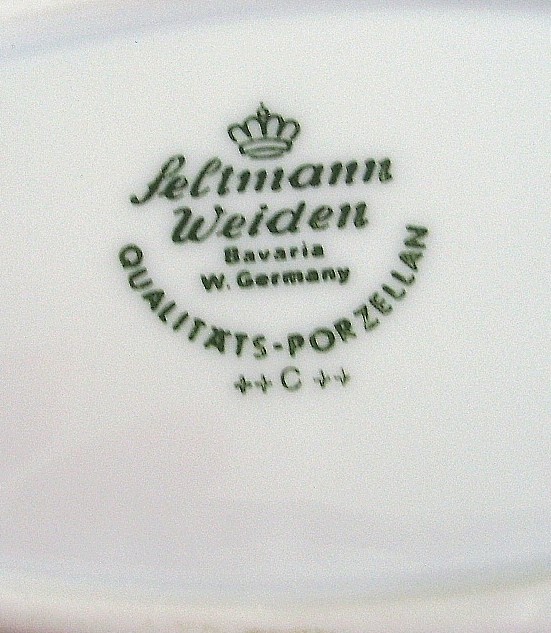 Seltmann
Weiden
Bavaria
W. Germany
QUALITÄTS-PORZELLAN
++ C ++